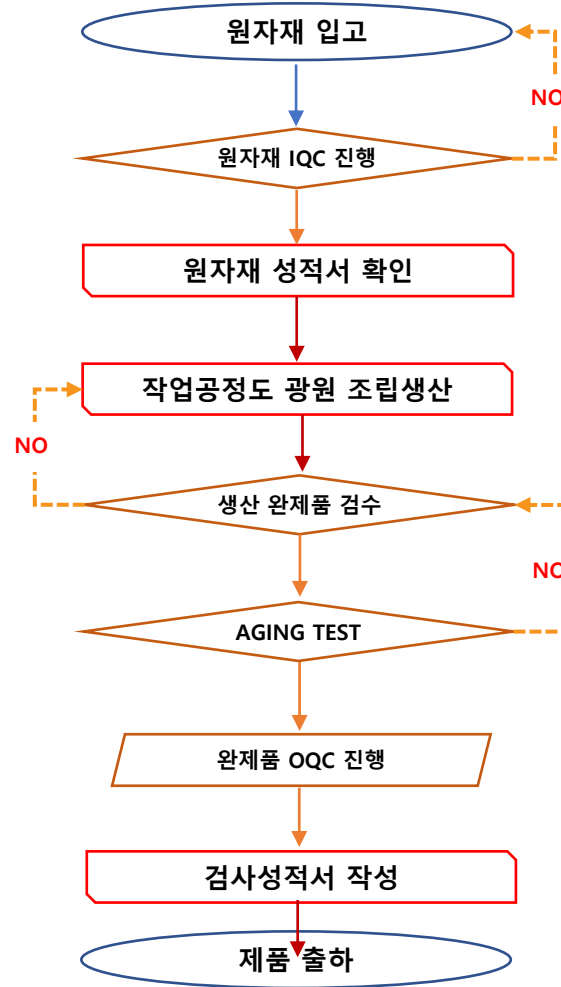 원자재 입고
NO
원자재 IQC 진행
원자재 성적서 확인
작업공정도 광원 조립생산
NO
생산 완제품 검수
NO
AGING TEST
완제품 OQC 진행
검사성적서 작성
제품 출하